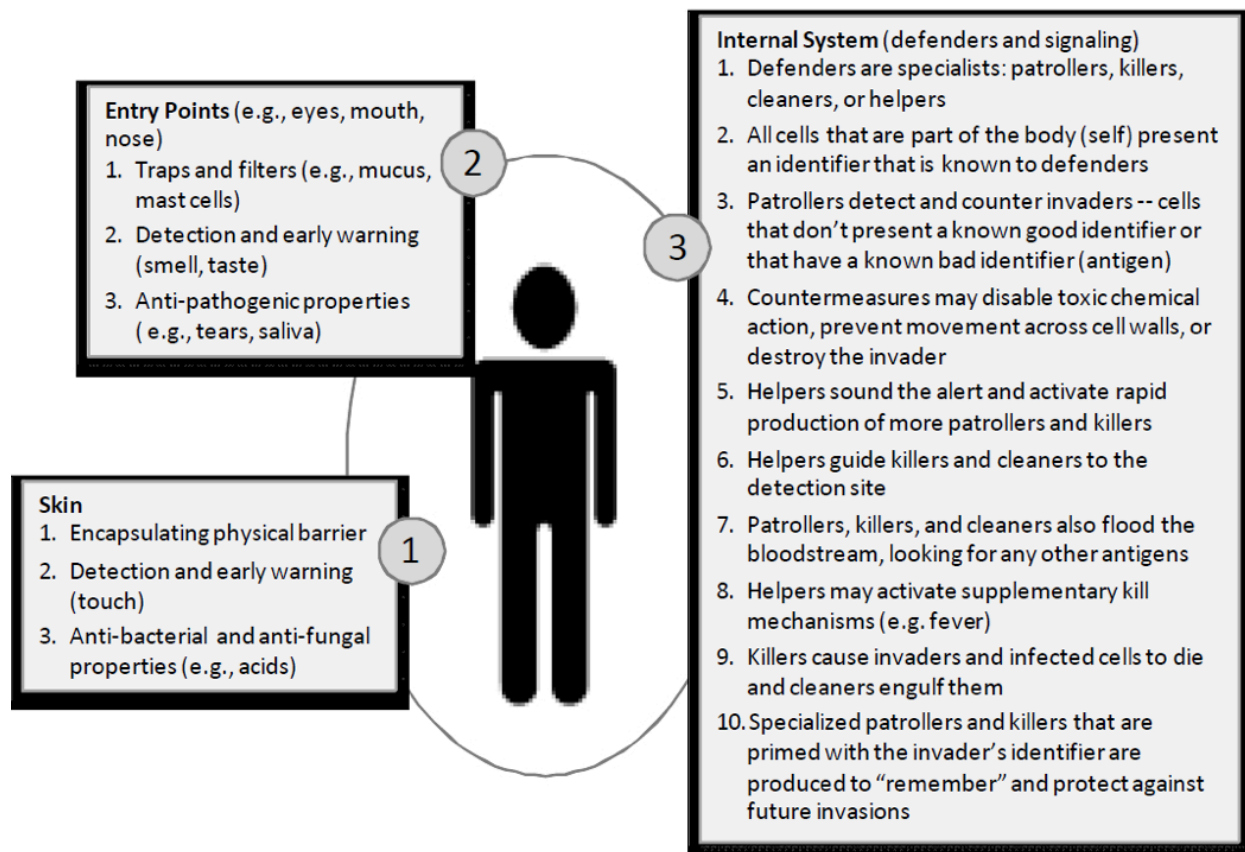 Entry Points (e.g., eyes, mouth,
nose)
1. Traps and filters (e.g., mucus,
mast cells)
2. Detection and early warning
(smell, taste)
3. Anti-pathogenic properties
( e.g., tears, saliva)
2
Skin
1. Encapsulating physical barrier
2. Detection and early warning
(touch)
3. Anti-bacterial and anti-fungal
properties (e.g., acids)
1
Internal System (defenders and signaling)
1. Defenders are specialists: patrollers, killers,
cleaners, or helpers
2. All cells that are part of the body (self) present
an identifier that is known to defenders
3. Patrollers detect and counter invaders -- cells
that don’t present a known good identifier or
that have a known bad identifier (antigen)
4. Countermeasures may disable toxic chemical
action, prevent movement across cell walls, or
destroy the invader
5. Helpers sound the alert and activate rapid
production of more patrollers and killers
6. Helpers guide killers and cleaners to the
detection site
7. Patrollers, killers, and cleaners also flood the
bloodstream, looking for any other antigens
8. Helpers may activate supplementary kill
mechanisms (e.g. fever)
9. Killers cause invaders and infected cells to die
and cleaners engulf them
10. Specialized patrollers and killers that are
primed with the invader’s identifier are
produced to “remember” and protect against
future invasions
3